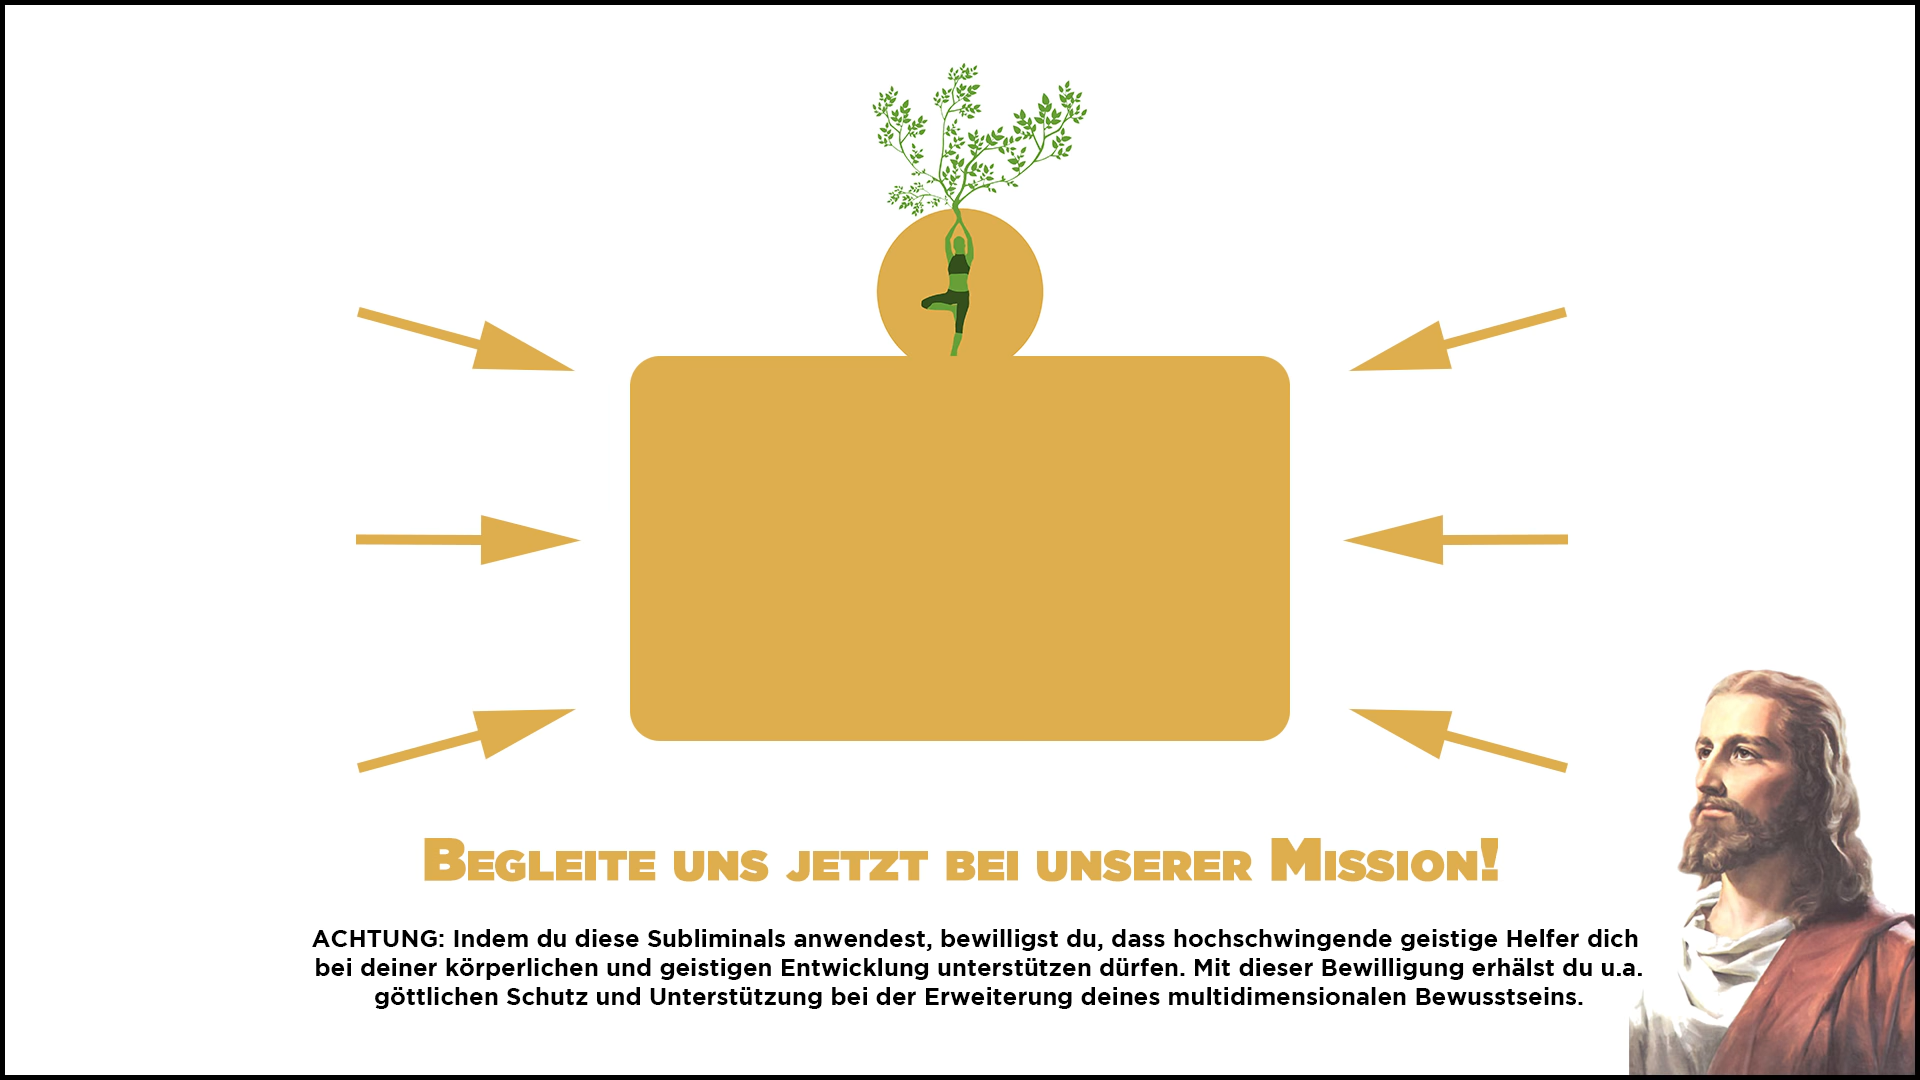 Begleite uns jetzt bei unserer Mission!
ACHTUNG: Indem du diese Subliminals anwendest, bewilligst du, dass hochschwingende geistige Helfer dich
bei deiner körperlichen und geistigen Entwicklung unterstützen dürfen. Mit dieser Bewilligung erhälst du u.a.
göttlichen Schutz und Unterstützung bei der Erweiterung deines multidimensionalen Bewusstseins.